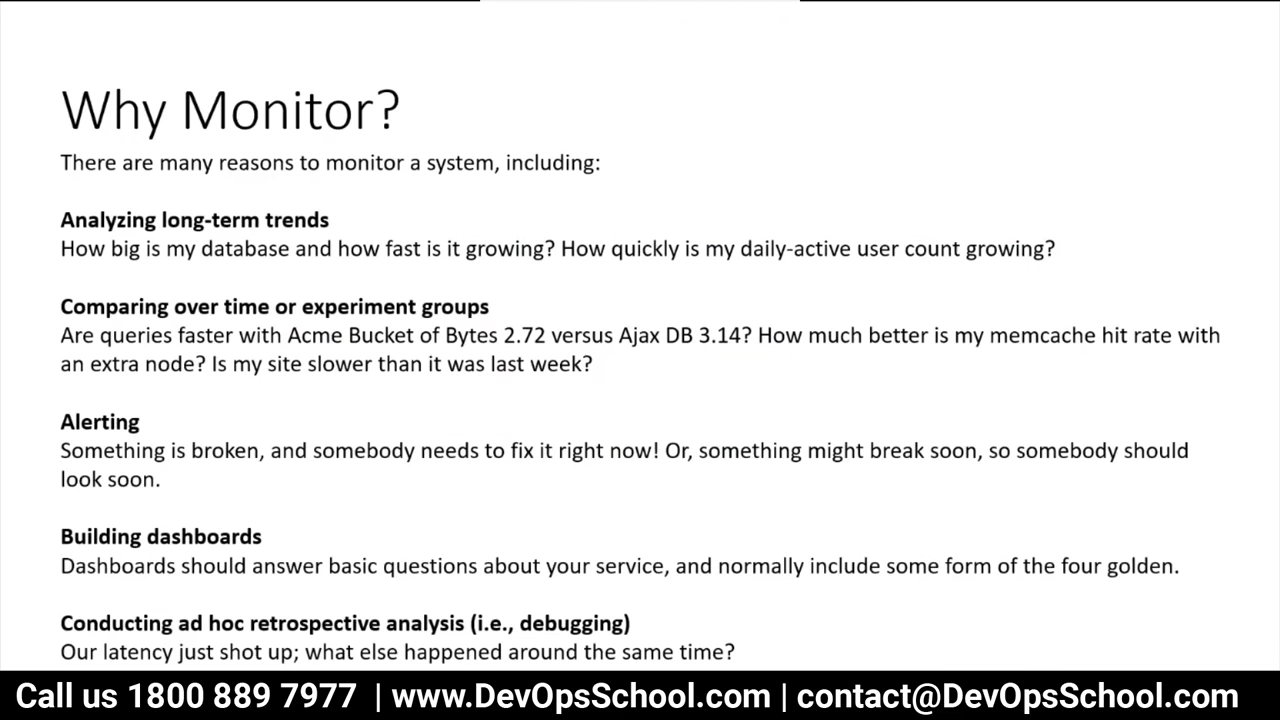 Why Monitor?
There are many reasons to monitor a system, including:
Analyzing long-term trends
How big is my database and how fast is it growing? How quickly is my daily-active user count growing?
Comparing over time or experiment groups
Are queries faster with Acme Bucket of Bytes 2.72 versus Ajax DB 3.14? How much better is my memcache hit rate with
an extra node? Is my site slower than it was last week?
Alerting
Something is broken, and somebody needs to fix it right now! Or, something might break soon, so somebody should
look soon.
Building dashboards
Dashboards should answer basic questions about your service, and normally include some form of the four golden.
Conducting ad hoc retrospective analysis (i.e., debugging)
Our latency just shot up; what else happened around the same time?
Call us 1800 889 7977 | www.DevOpsSchool.com | contact@DevOpsSchool.com